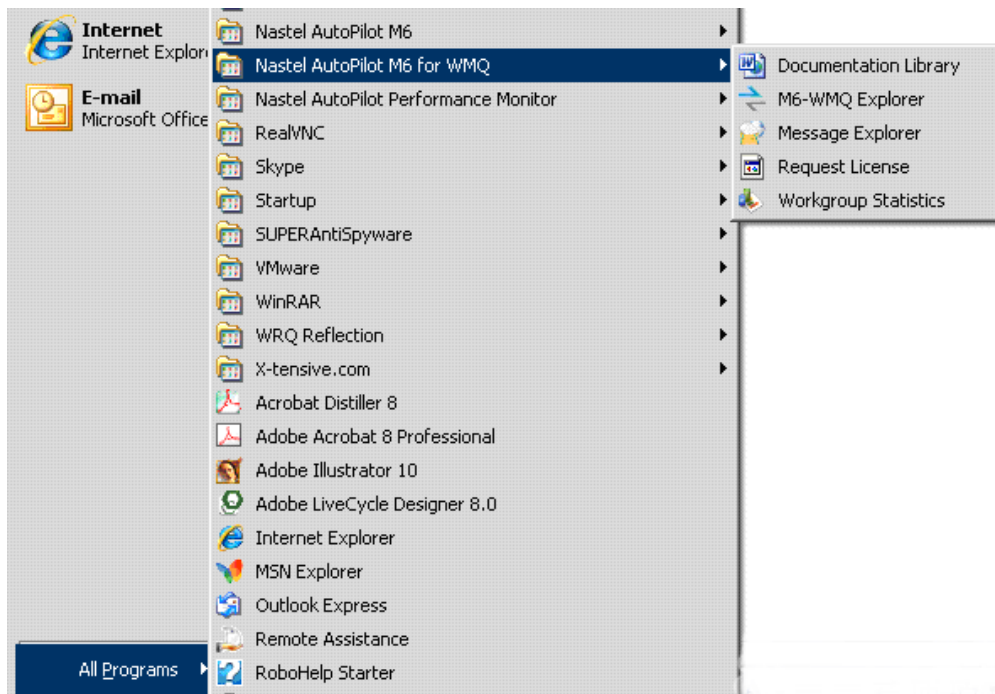 Internet
Internet Explor
E-mail
Microsoft Office
All Programs
Nastel AutoPilot M6
Nastel AutoPilot M6 for WMQ
Nastel AutoPilot Performance Monitor
RealVNC
Skype
Startup
SUPERAntiSpyware
VMware
WinRAR
WRQ Reflection
X-tensive.com
Acrobat Distiller 8
Adobe Acrobat 8 Professional
Adobe Illustrator 10
Adobe LiveCycle Designer 8.0
Internet Explorer
MSN Explorer
Outlook Express
Remote Assistance
RoboHelp Starter
Documentation Library
M6-WMQ Explorer
Message Explorer
Request License
Workgroup Statistics